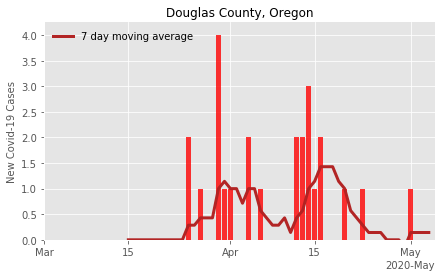 Douglas County, Oregon
7 day moving average
New Covid-19 Cases
4.0
3.5
3.0
2.5
2.0
1.5
1.0
0.5
0.0
Mar
15
Apr
15
May
2020-May